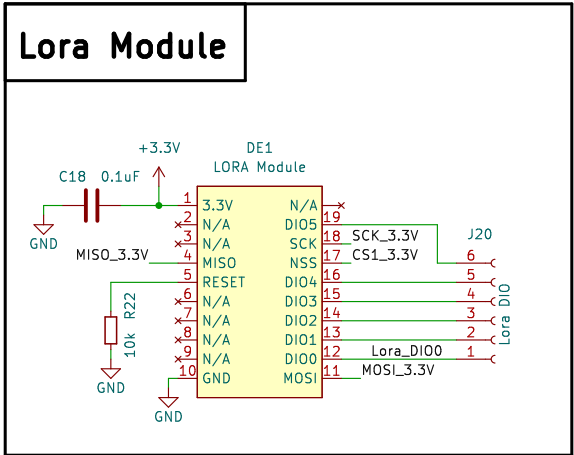 Lora Module
+3.3V
DE1
LORA Module
C18 0.1uF
GND
1 3.3V
2 N/A
3 N/A
MISO_3.3V 4 MISO
5 RESET
6 N/A
7 N/A
8 N/A
9 N/A
10 GND
R22
10k
GND
GND
N/A
DIO5 19
SCK 18 SCK_3.3V
NSS 17 CS1_3.3V
DIO4 16
DIO3 15
DIO2 14
DIO1 13
DIO0 12 Lora_DIO0
MOSI 11 MOSI_3.3V
J20
6
5
4
3
2
1
Lora DIO